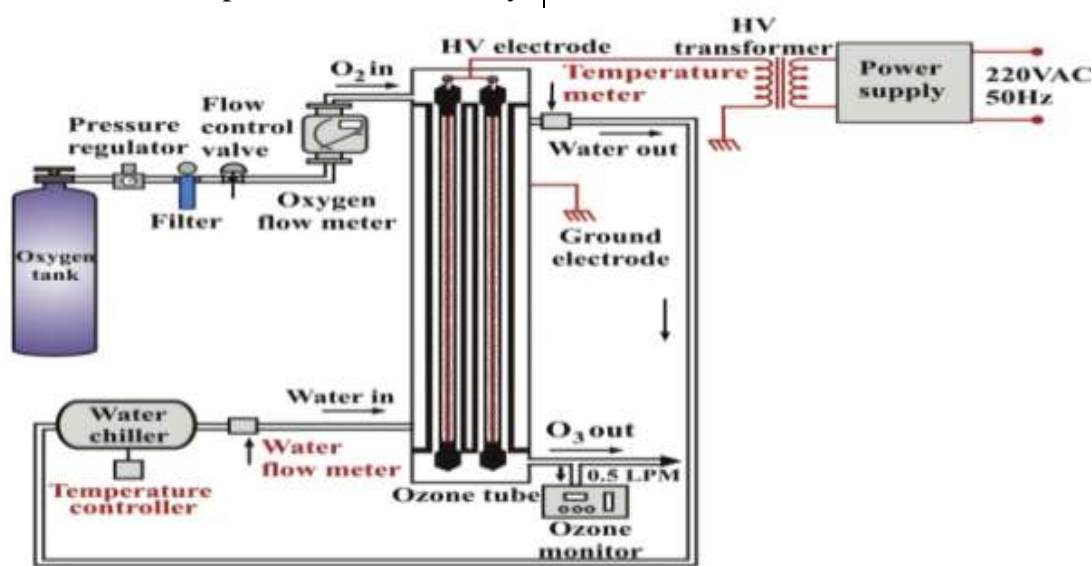 HV electrode
HV
transformer
Power
supply
220VAC
50Hz
O2 in
Temperature
meter
Water out
Flow
control
valve
Pressure
regulator
Filter
Oxygen
flow meter
Oxygen
tank
Ground
electrode
Water in
Water
chiller
Water
flow meter
Temperature
controller
O3 out
0.5 LPM
Ozone tube
Ozone
monitor